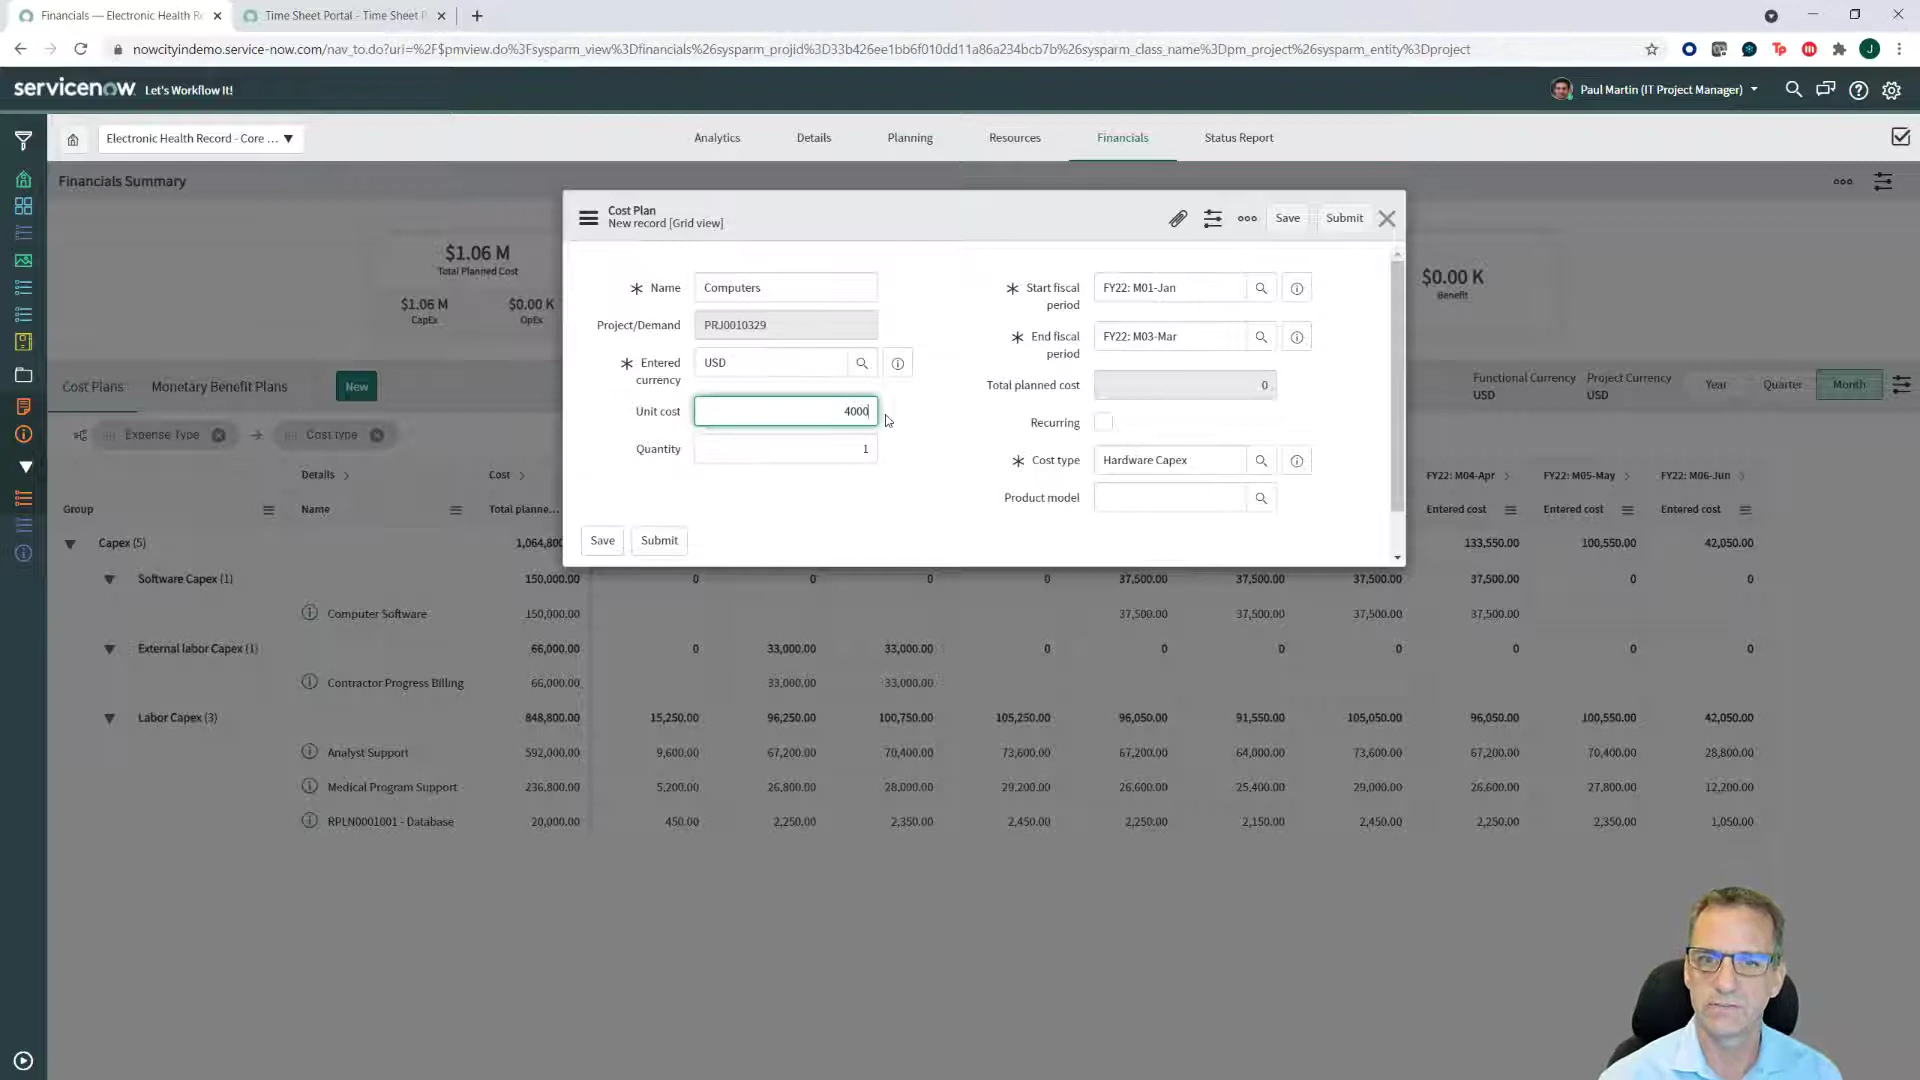 Financials — Electronic Health Re
Time Sheet Portal - Time Sheet P
nowcityindemo.service-now.com/nav_to.do?uri=%2F$pmview.do%3Fsysparm_view%3Dfinancials%26sysparm_projid%3D33b426ee1bb6f010dd11a86a234bcb7b%26sysparm_class_name%3Dpm_project%26sysparm_entity%3Dproject
Tp
J
servicenow Let's Workflow It!
Paul Martin (IT Project Manager)
Electronic Health Record - Core ...
Analytics Details Planning Resources Financials Status Report
Financials Summary
Cost Plan
New record [Grid view]
Save Submit
$1.06 M
Total Planned Cost
$1.06 M $0.00 K
CapEx OpEx
$0.00 K
Benefit
Name Computers
Project/Demand PRJ0010329
Entered currency USD
Unit cost 4000
Quantity 1
Start fiscal period FY22: M01-Jan
End fiscal period FY22: M03-Mar
Total planned cost 0
Recurring
Cost type Hardware Capex
Product model
Save Submit
Cost Plans Monetary Benefit Plans New
Functional Currency Project Currency Year Quarter Month
USD USD
Expense Type Cost type
Details Cost FY22: M04-Apr FY22: M05-May FY22: M06-Jun
Group Name Total planne... Entered cost Entered cost Entered cost
Capex (5) 1,064,80 133,550.00 100,550.00 42,050.00
Software Capex (1) 150,000.00 0 0 0 0 37,500.00 37,500.00 37,500.00 37,500.00 0 0
Computer Software 150,000.00 37,500.00 37,500.00 37,500.00 37,500.00
External labor Capex (1) 66,000.00 0 33,000.00 33,000.00 0 0 0 0 0 0 0
Contractor Progress Billing 66,000.00 33,000.00 33,000.00
Labor Capex (3) 848,800.00 15,250.00 96,250.00 100,750.00 105,250.00 96,050.00 91,550.00 105,050.00 96,050.00 100,550.00 42,050.00
Analyst Support 592,000.00 9,600.00 67,200.00 70,400.00 73,600.00 67,200.00 64,000.00 73,600.00 67,200.00 70,400.00 28,800.00
Medical Program Support 236,800.00 5,200.00 26,800.00 28,000.00 29,200.00 26,600.00 25,400.00 29,000.00 26,600.00 27,800.00 12,200.00
RPLN0001001 - Database 20,000.00 450.00 2,250.00 2,350.00 2,450.00 2,250.00 2,150.00 2,450.00 2,250.00 2,350.00 1,050.00